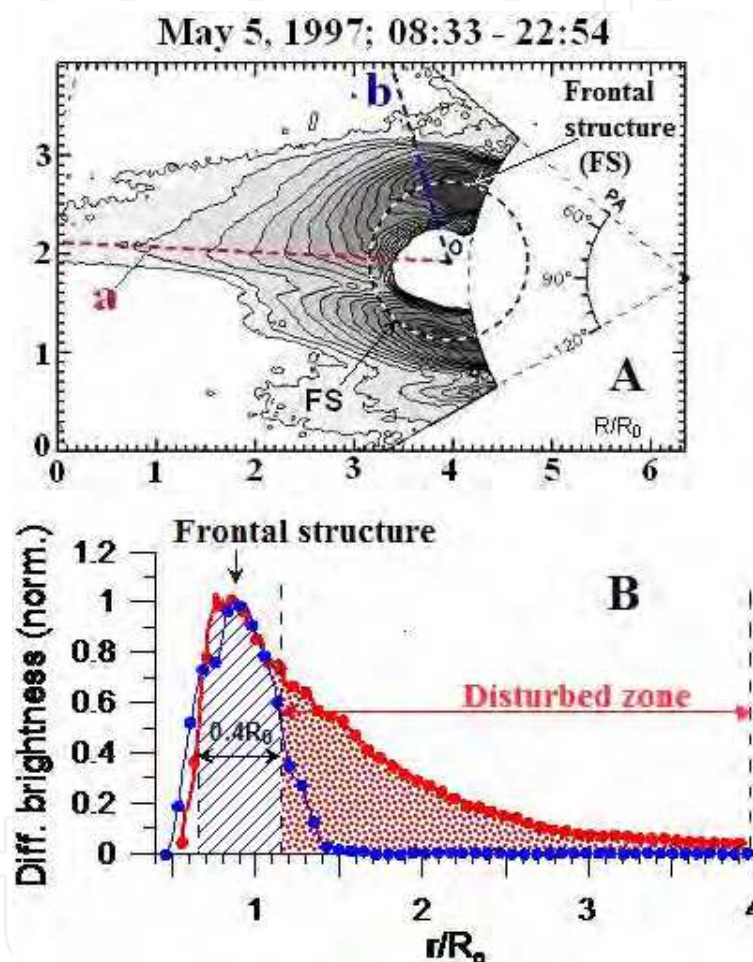 May 5, 1997; 08:33 - 22:54
b
Frontal
structure
(FS)
3
2
1
0
a
O
PA
60°
90°
120°
FS
A
R/R₀
0 1 2 3 4 5 6
Frontal structure
B
Diff. brightness (norm.)
1.2
1
0.8
0.6
0.4
0.2
0
Disturbed zone
0.4R₀
1 2 3 4
r/R₀